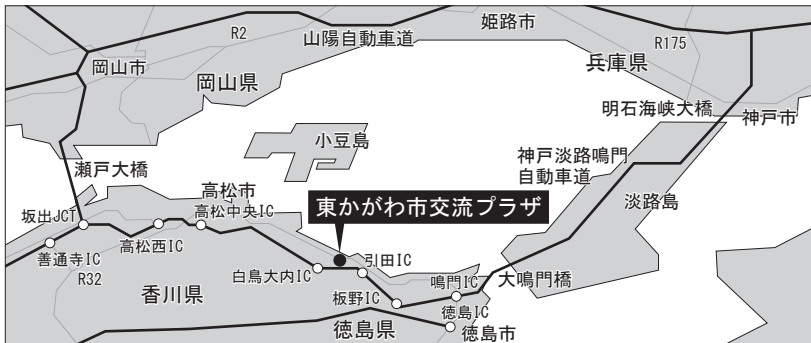 姫路市
R2
山陽自動車道
R175
岡山市
兵庫県
岡山県
明石海峡大橋
神戸市
小豆島
瀬戸大橋
神戸淡路鳴門
自動車道
高松市
淡路島
坂出JCT
高松中央IC
東かがわ市交流プラザ
高松西IC
善通寺IC
引田IC
白鳥大内IC
R32
鳴門IC
大鳴門橋
香川県
板野IC
徳島IC
徳島県
徳島市